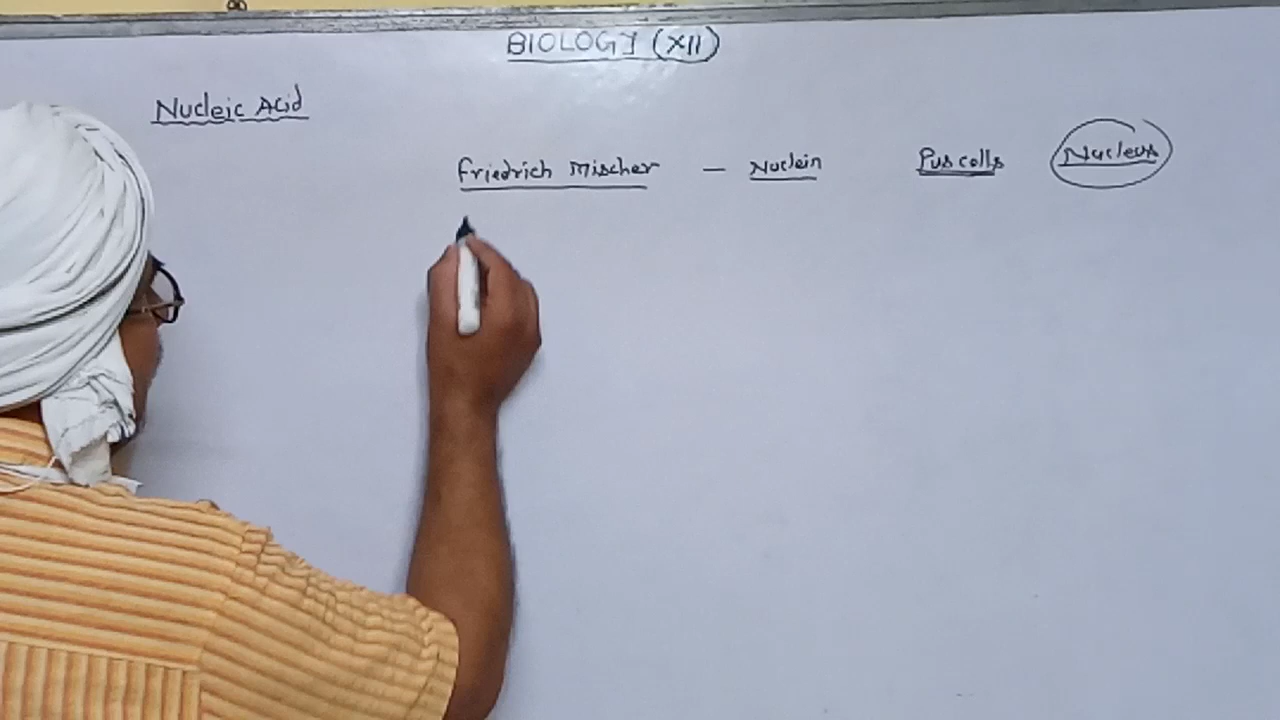 BIOLOGY (XII)
Nucleic Acid
Friedrich Mischer – Nuclein Pus cells Nucleus